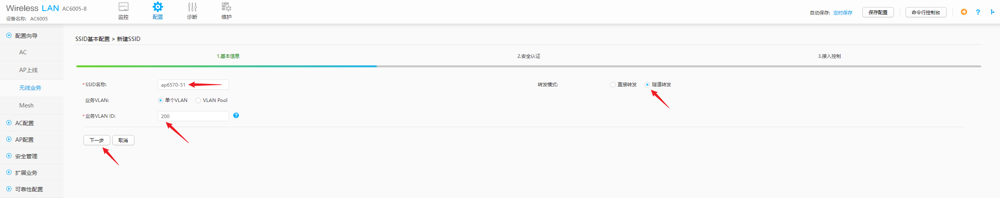 Wireless LAN AC6005-8
设备名称: AC6005
监控
配置
诊断
维护
自动保存: 定时保存
保存配置
命令行控制台
?
配置向导
AC
AP上线
无线业务
Mesh
AC配置
AP配置
安全管理
扩展业务
可靠性配置
SSID基本配置 > 新建SSID
1.基本信息
2.安全认证
3.接入控制
*SSID名称: ap6570-51
转发模式: 直接转发 隧道转发
业务VLAN: 单个VLAN VLAN Pool
*业务VLAN ID: 200 ?
下一步 取消